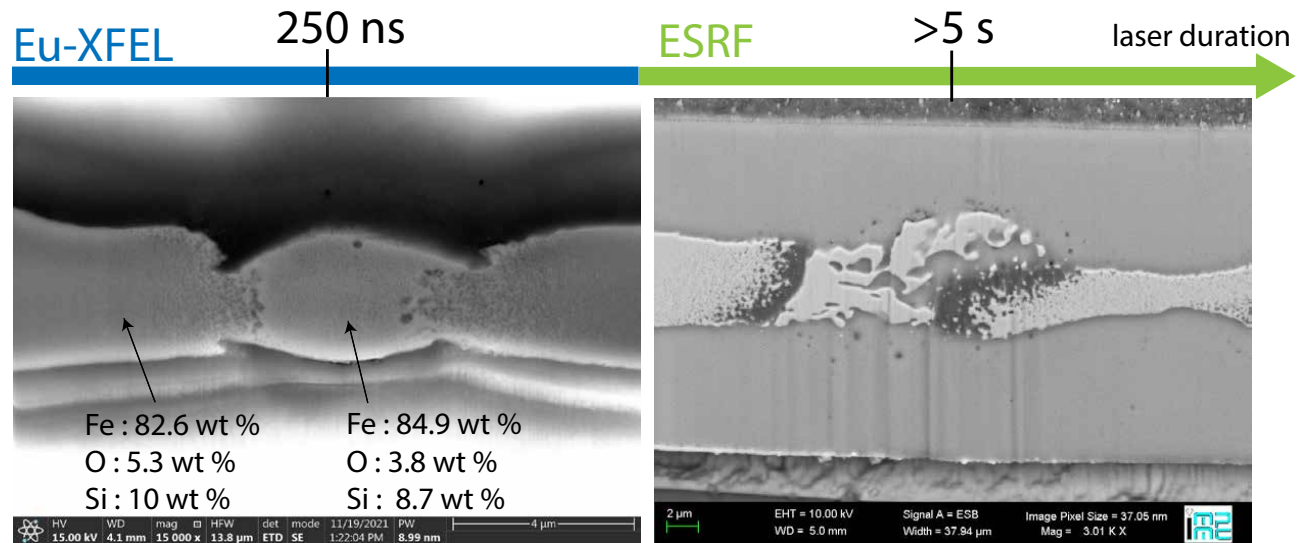 Eu-XFEL 250 ns ESRF >5 s laser duration
Fe : 82.6 wt %
O : 5.3 wt %
Si : 10 wt %
Fe : 84.9 wt %
O : 3.8 wt %
Si : 8.7 wt %
HV WD mag HFW det mode 11/19/2021 PW
15.00 kV 4.1 mm 15 000 x 13.8 µm ETD SE 1:22:04 PM 8.99 nm
4 µm
2 µm
EHT = 10.00 kV Signal A = ESB Image Pixel Size = 37.05 nm
WD = 5.0 mm Width = 37.94 µm Mag = 3.01 K X